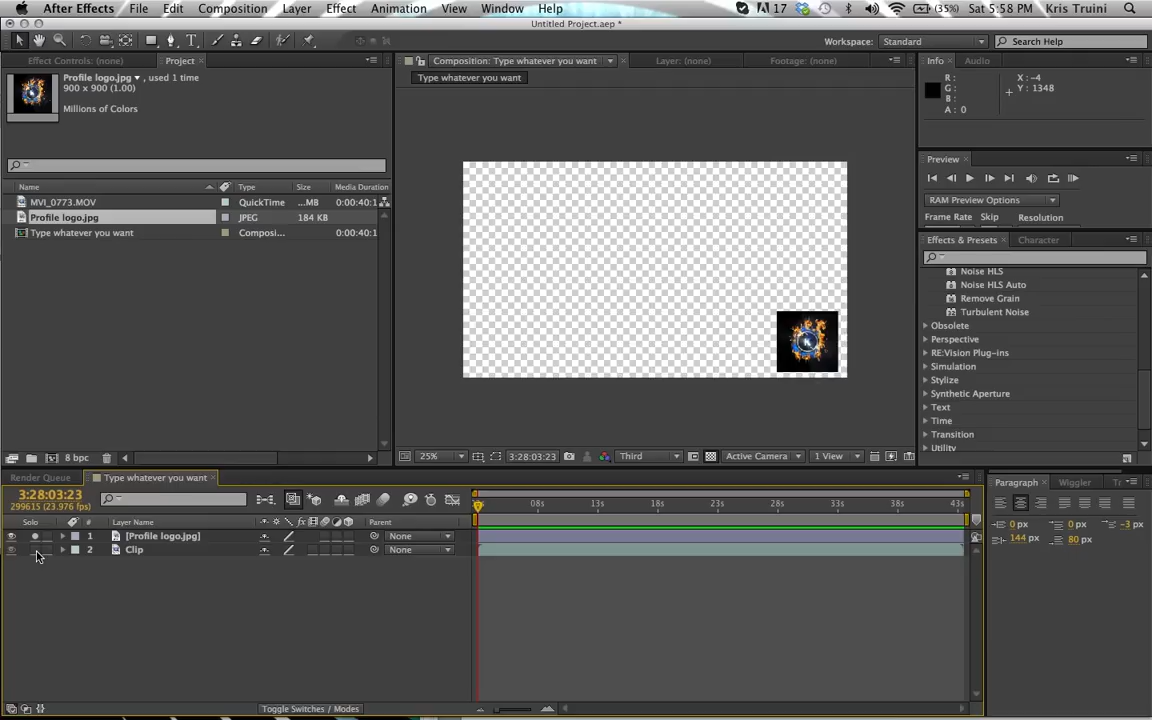 After Effects File Edit Composition Layer Effect Animation View Window Help 17 (35%) Sat 5:58 PM Kris Truini
Untitled Project.aep *
Workspace: Standard Search Help
Effect Controls: (none) Project
Composition: Type whatever you want Layer: (none) Footage: (none)
Info Audio
Profile logo.jpg , used 1 time
900 x 900 (1.00)
Millions of Colors
Type whatever you want
R :
G :
B :
A : 0
X : -4
Y : 1348
Preview
RAM Preview Options
Frame Rate Skip Resolution
Name Type Size Media Duration
MVI_0773.MOV QuickTime ...MB 0:00:40:1
Profile logo.jpg JPEG 184 KB
Type whatever you want Composi... 0:00:40:1
Effects & Presets Character
Noise HLS
Noise HLS Auto
Remove Grain
Turbulent Noise
Obsolete
Perspective
RE:Vision Plug-ins
Simulation
Stylize
Synthetic Aperture
Text
Time
Transition
Utility
8 bpc
25% 3:28:03:23 Third Active Camera 1 View
Render Queue Type whatever you want
3:28:03:23
299615 (23.976 fps)
08s 13s 18s 23s 28s 33s 38s 43s
Solo # Layer Name Parent
1 [Profile logo.jpg] None
2 Clip None
Toggle Switches / Modes
Paragraph Wiggler Tr
0 px 0 px -3 px
144 px 80 px